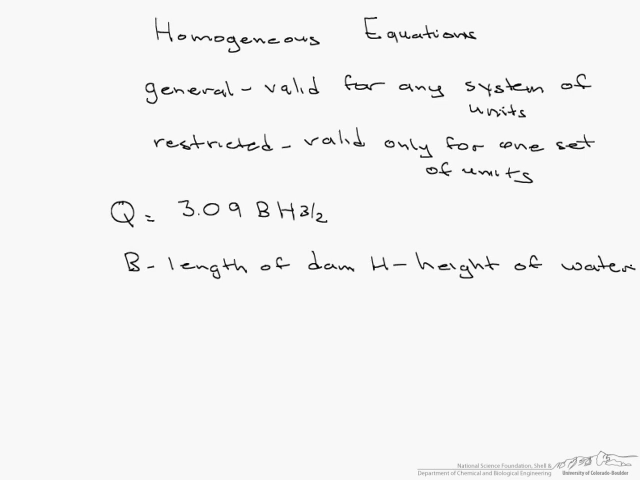 Homogeneous Equations
general - valid for any system of
units
restricted - valid only for one set
of units
Q = 3.09 B H 3/2
B - length of dam H - height of water
National Science Foundation, Shell &
Department of Chemical and Biological Engineering
University of Colorado-Boulder